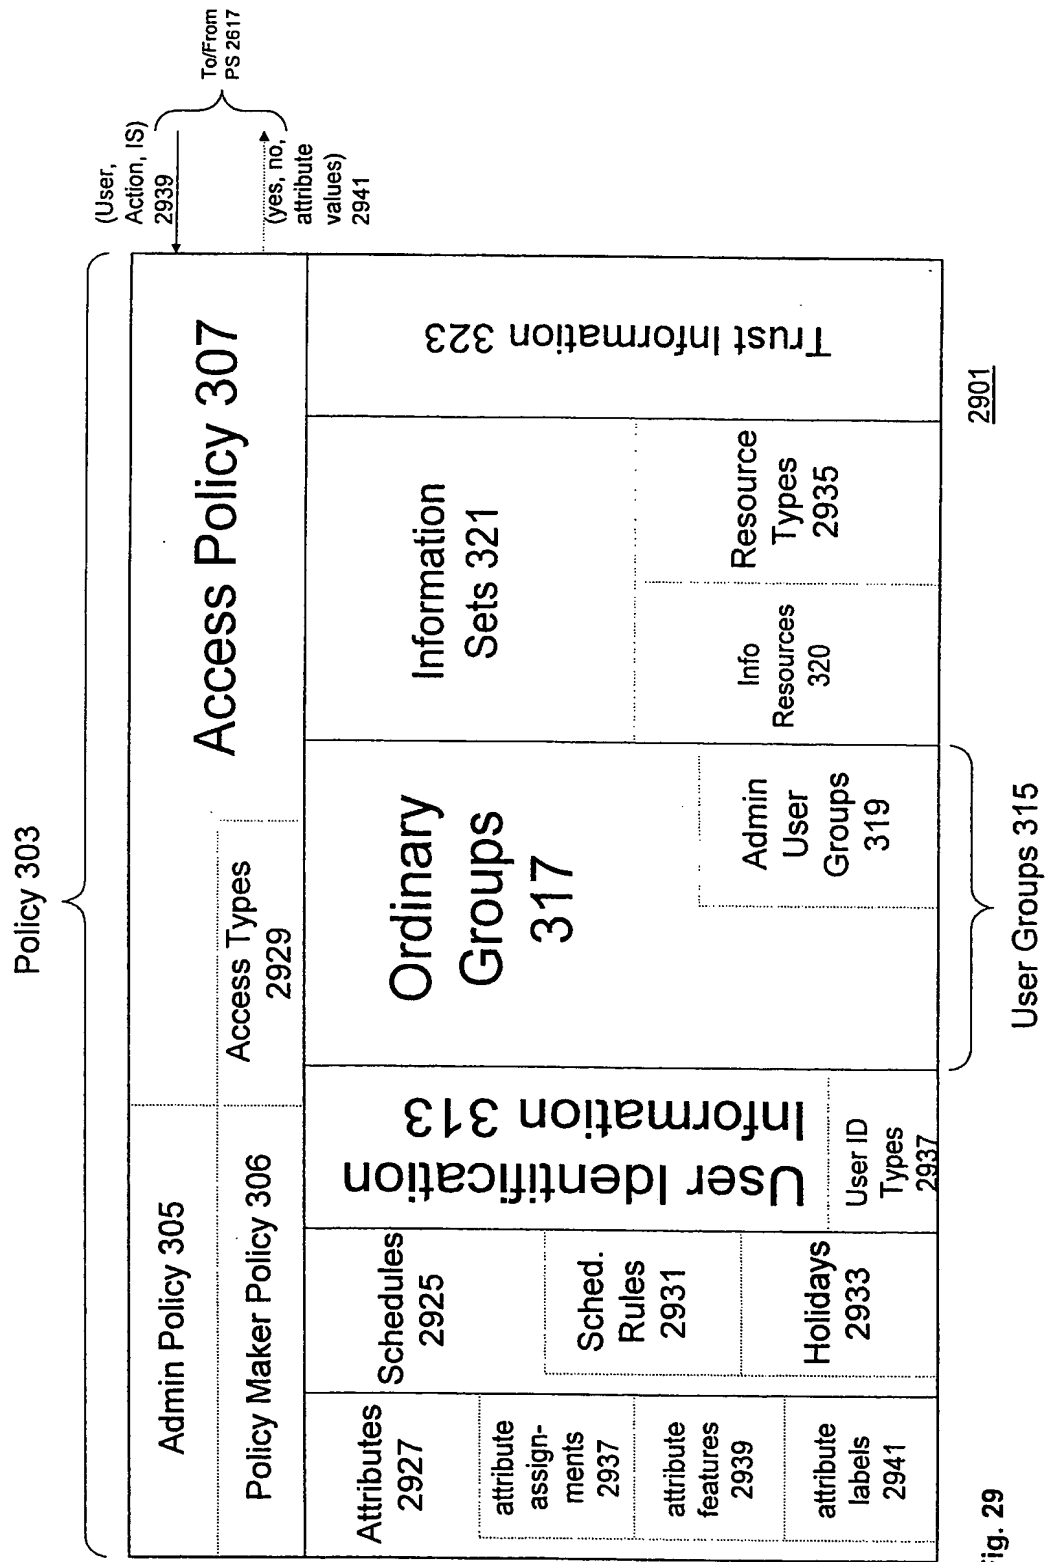 Policy 303
Admin Policy 305
Policy Maker Policy 306
Access Types
2929
Access Policy 307
(User,
Action, IS)
2939
(yes, no,
attribute
values)
2941
To/From
PS 2617
Attributes
2927
attribute
assign-
ments
2937
attribute
features
2939
attribute
labels
2941
Schedules
2925
Sched.
Rules
2931
Holidays
2933
User Identification
Information 313
User ID
Types
2937
Ordinary
Groups
317
Admin
User
Groups
319
Information
Sets 321
Info
Resources
320
Resource
Types
2935
Trust Information 323
User Groups 315
2901
ig. 29